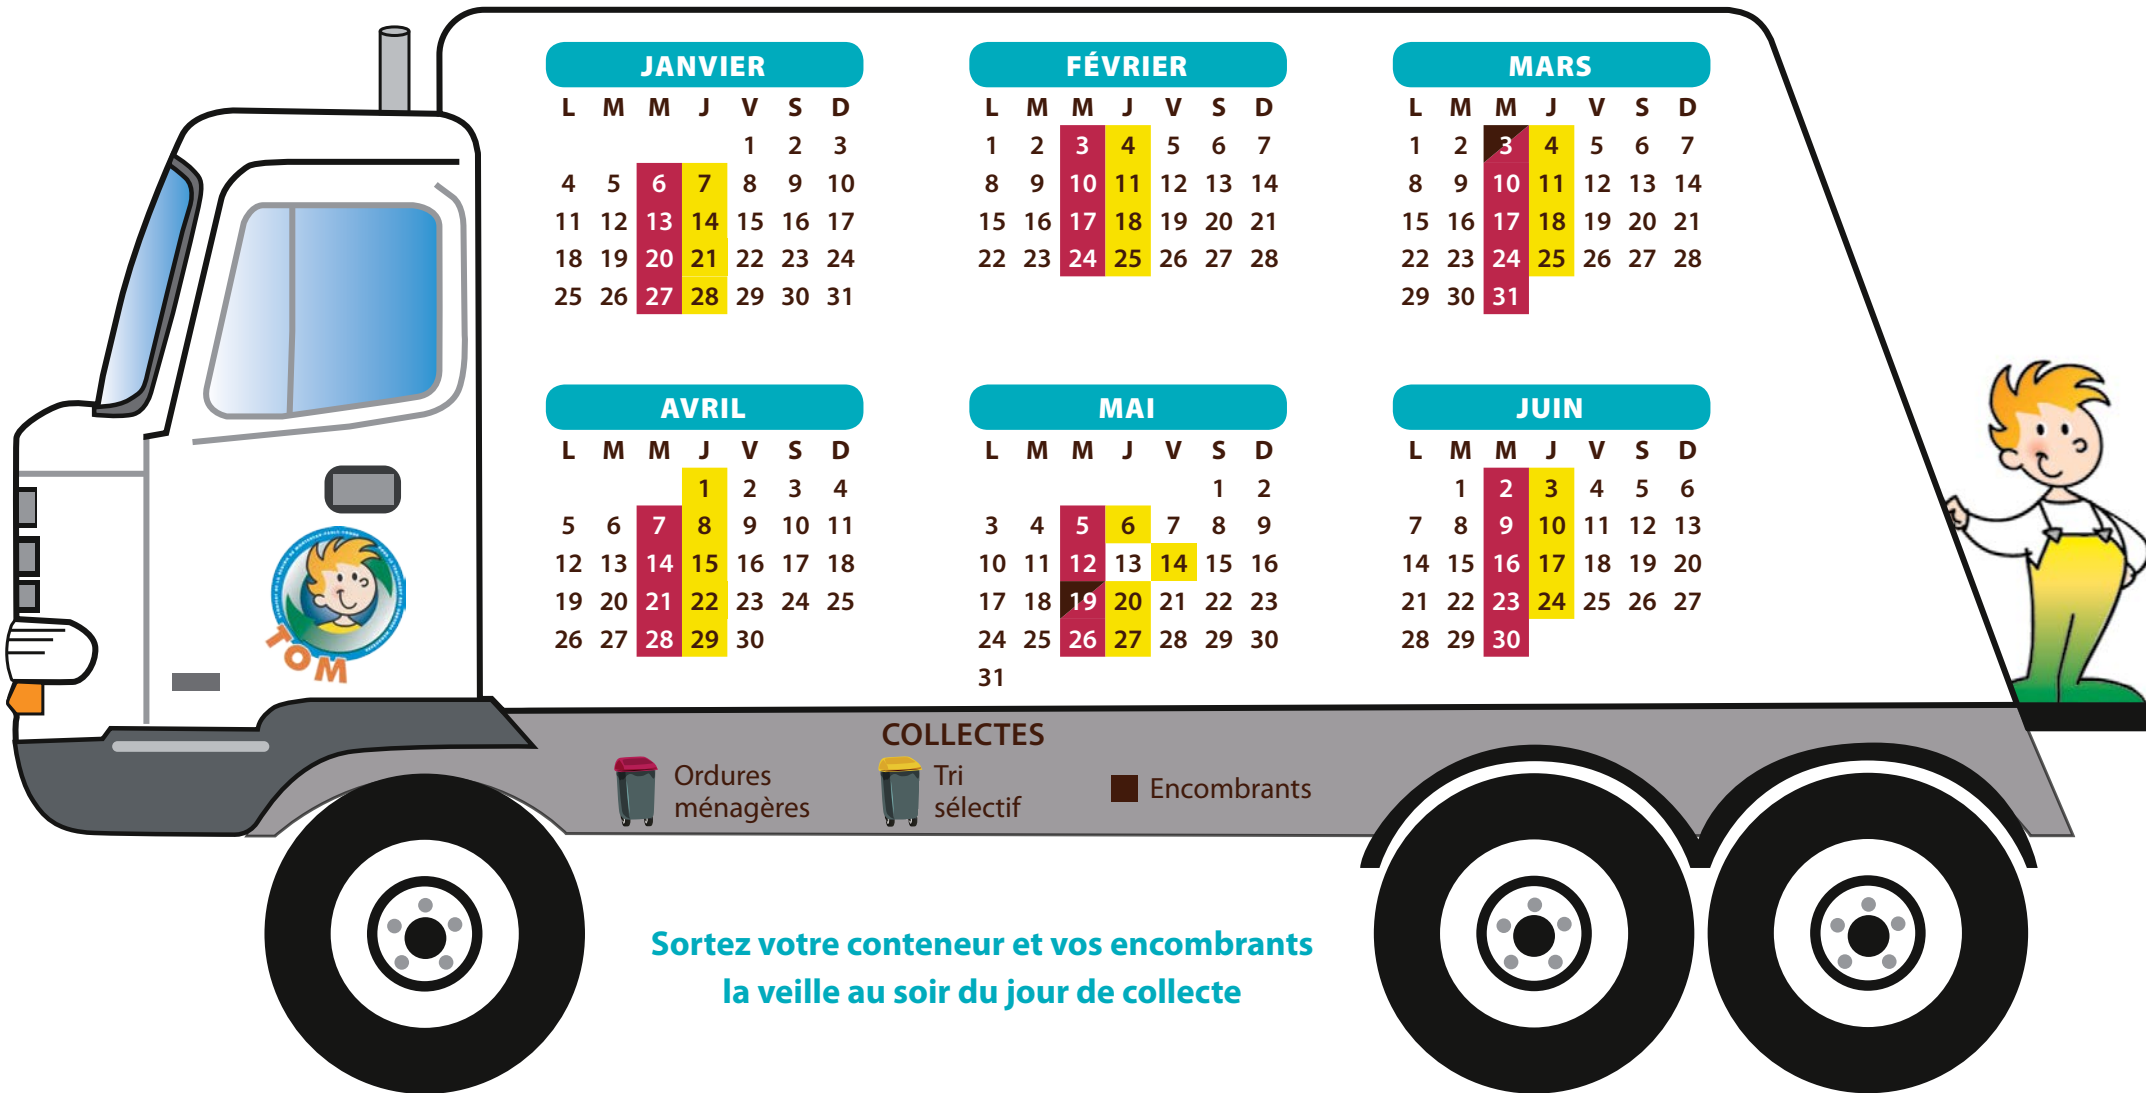 JANVIER
L M M J V S D
1 2 3
4 5 6 7 8 9 10
11 12 13 14 15 16 17
18 19 20 21 22 23 24
25 26 27 28 29 30 31
FÉVRIER
L M M J V S D
1 2 3 4 5 6 7
8 9 10 11 12 13 14
15 16 17 18 19 20 21
22 23 24 25 26 27 28
MARS
L M M J V S D
1 2 3 4 5 6 7
8 9 10 11 12 13 14
15 16 17 18 19 20 21
22 23 24 25 26 27 28
29 30 31
AVRIL
L M M J V S D
1 2 3 4
5 6 7 8 9 10 11
12 13 14 15 16 17 18
19 20 21 22 23 24 25
26 27 28 29 30
MAI
L M M J V S D
1 2
3 4 5 6 7 8 9
10 11 12 13 14 15 16
17 18 19 20 21 22 23
24 25 26 27 28 29 30
31
JUIN
L M M J V S D
1 2 3 4 5 6
7 8 9 10 11 12 13
14 15 16 17 18 19 20
21 22 23 24 25 26 27
28 29 30
TOM
COLLECTES
Ordures
ménagères
Tri
sélectif
Encombrants
Sortez votre conteneur et vos encombrants
la veille au soir du jour de collecte